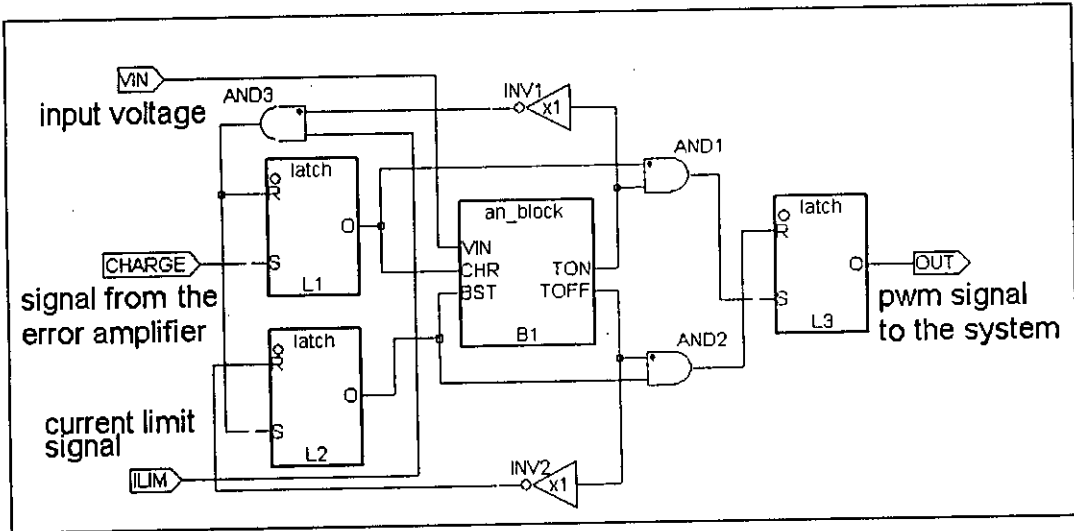 VIN
input voltage
AND3
INV1
x1
AND1
latch
R
O
S
L1
CHARGE
signal from the
error amplifier
an_block
VIN
CHR
BST
TON
TOFF
B1
latch
R
O
S
L3
OUT
pwm signal
to the system
AND2
latch
R
O
S
L2
current limit
signal
ILIM
INV2
x1